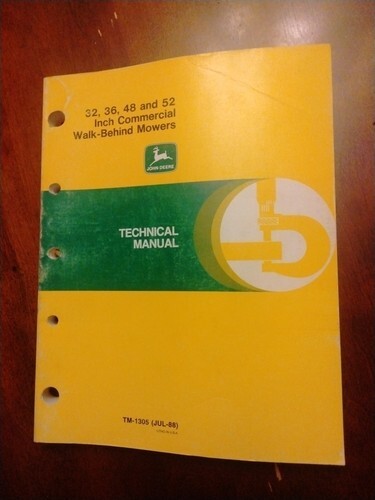 32, 36, 48 and 52
Inch Commercial
Walk-Behind Mowers
JOHN DEERE
TECHNICAL
MANUAL
TM-1305 (JUL-88)